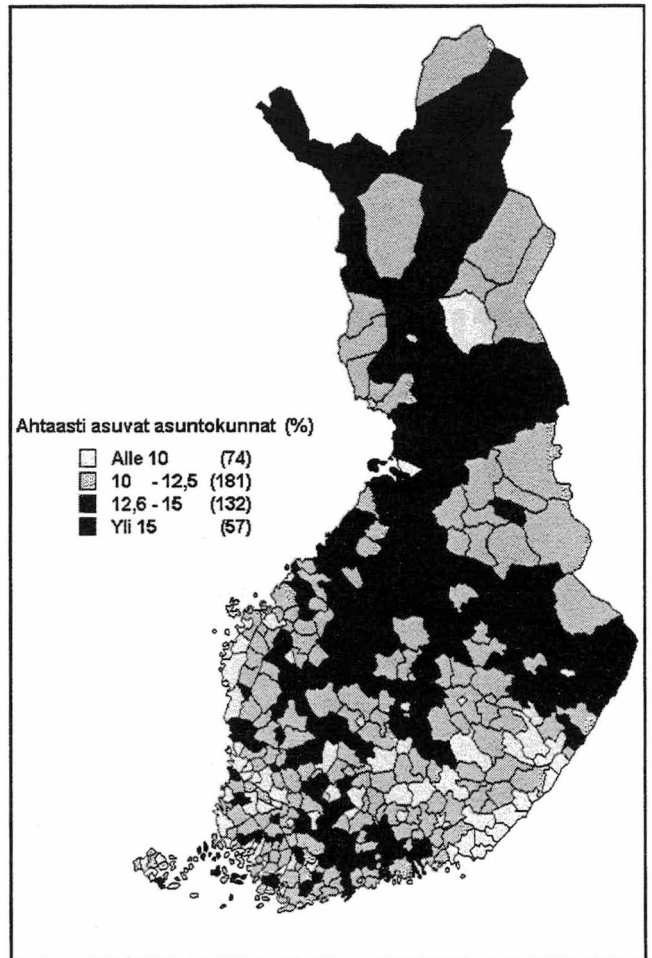 Ahtaasti asuvat asuntokunnat (%)
Alle 10 (74)
10 - 12,5 (181)
12,6 - 15 (132)
Yli 15 (57)